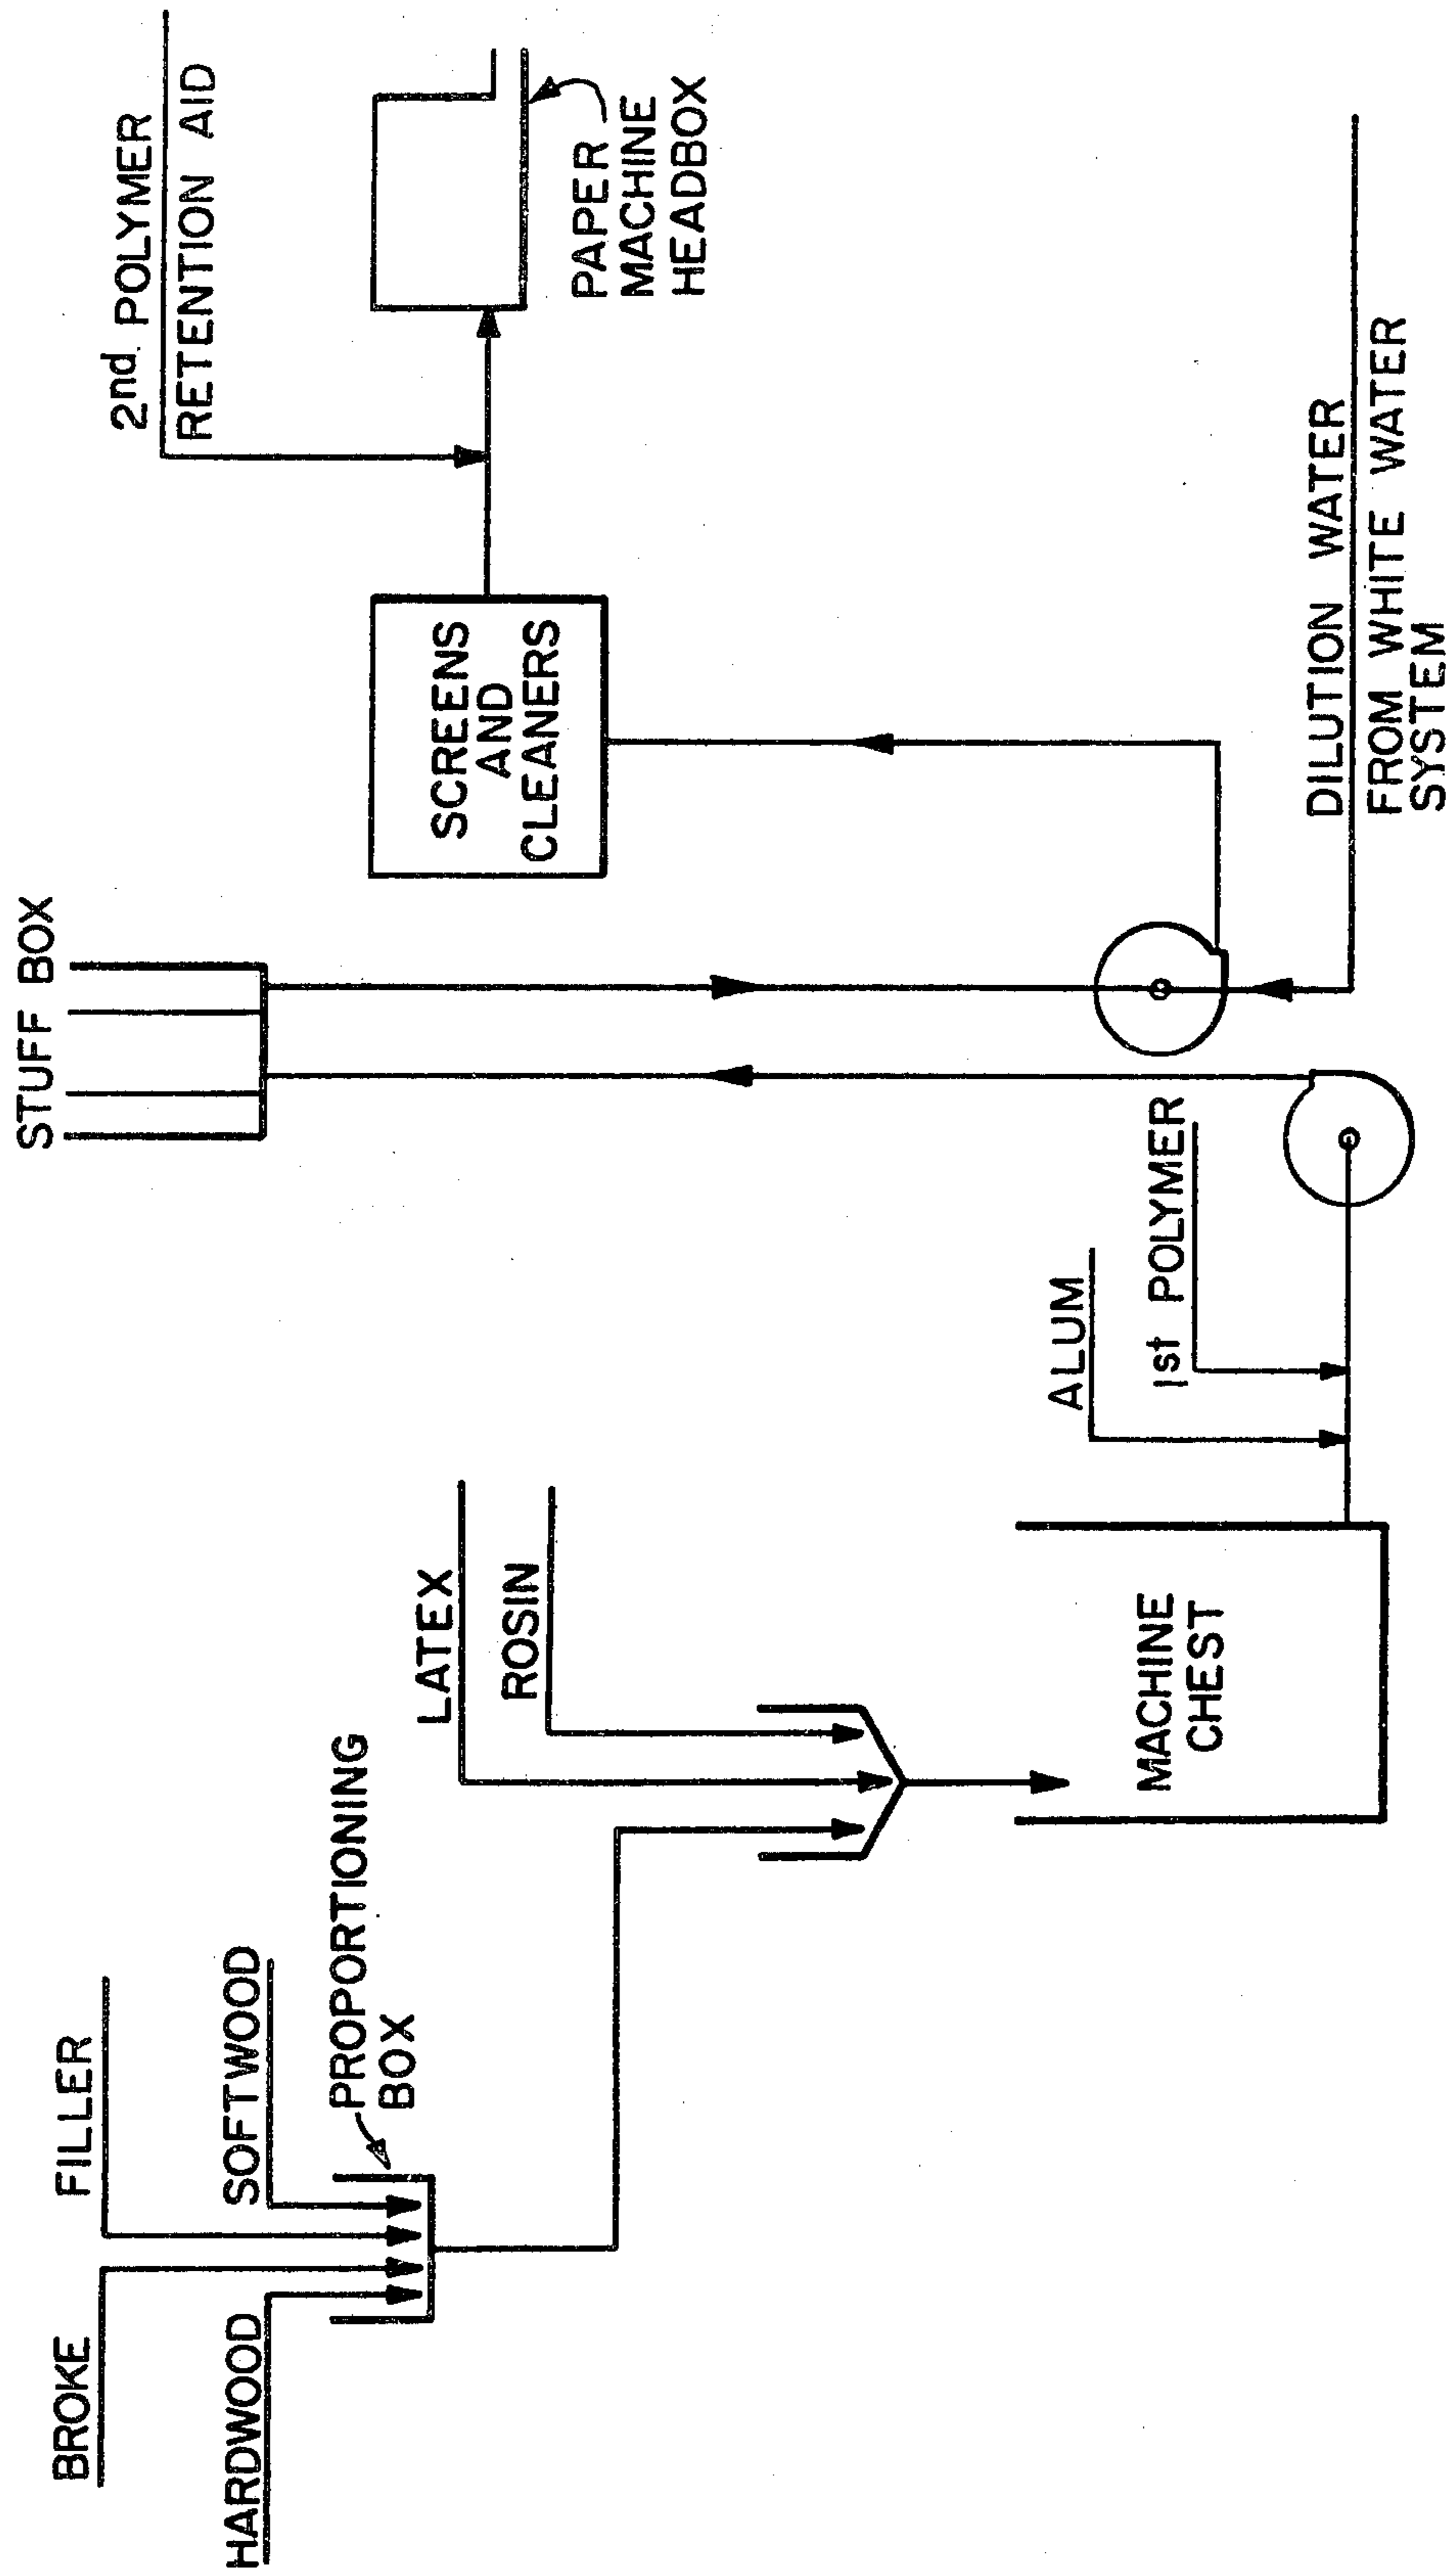 BROKE
FILLER
HARDWOOD
SOFTWOOD
PROPORTIONING
BOX
LATEX
ROSIN
MACHINE
CHEST
ALUM
1st POLYMER
STUFF BOX
SCREENS
AND
CLEANERS
DILUTION WATER
FROM WHITE WATER
SYSTEM
2nd. POLYMER
RETENTION AID
PAPER
MACHINE
HEADBOX